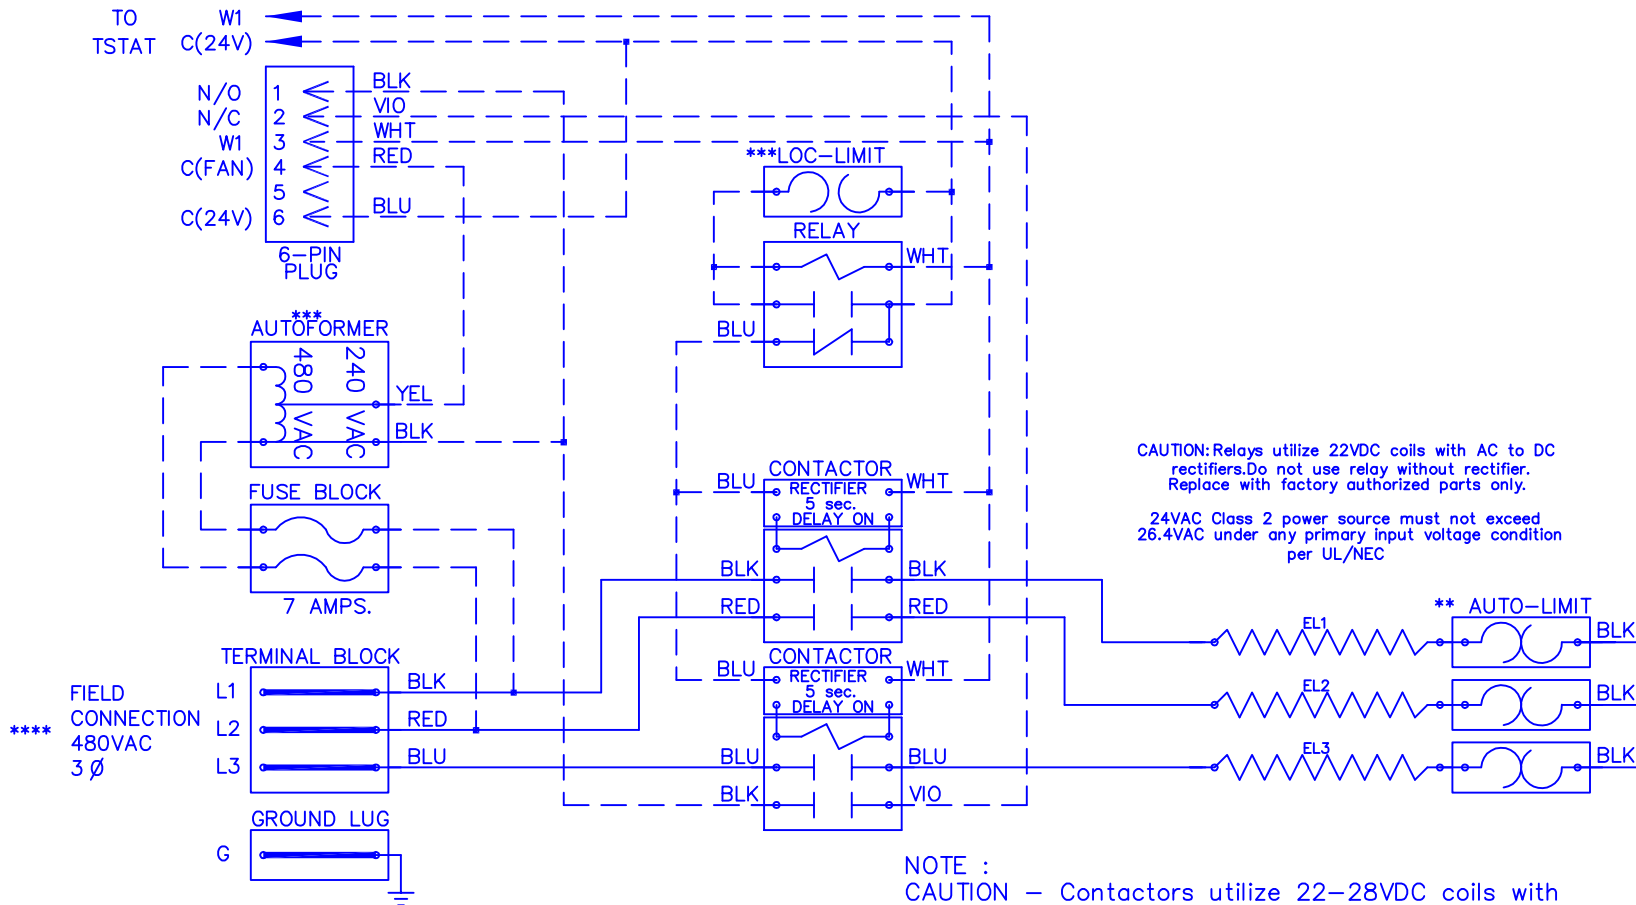 TO W1
TSTAT C(24V)
N/O 1 BLK
N/C 2 VIO
W1 3 WHT
C(FAN) 4 RED
5
C(24V) 6 BLU
6-PIN
PLUG
***LOC-LIMIT
RELAY
WHT
BLU
***
AUTOFORMER
480 VAC
240 VAC
YEL
BLK
FUSE BLOCK
7 AMPS.
CONTACTOR
BLU RECTIFIER WHT
5 sec.
DELAY ON
BLK BLK
RED RED
CONTACTOR
BLU RECTIFIER WHT
5 sec.
DELAY ON
BLU
BLK VIO
CAUTION:Relays utilize 22VDC coils with AC to DC
rectifiers.Do not use relay without rectifier.
Replace with factory authorized parts only.
24VAC Class 2 power source must not exceed
26.4VAC under any primary input voltage condition
per UL/NEC
** AUTO-LIMIT
EL1 BLK
EL2 BLK
EL3 BLK
TERMINAL BLOCK
L1 BLK
L2 RED
L3 BLU BLU
FIELD
CONNECTION
**** 480VAC
3 Ø
GROUND LUG
G
NOTE :
CAUTION - Contactors utilize 22-28VDC coils with